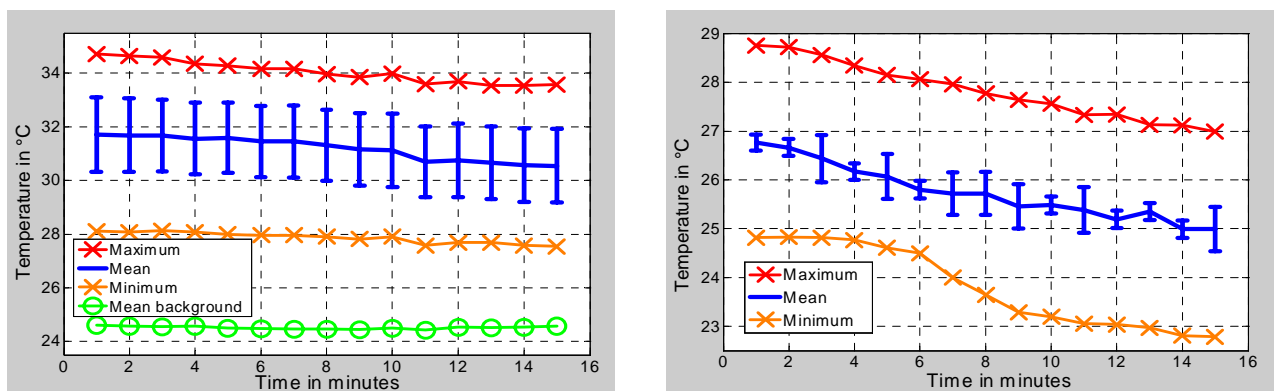 34
32
30
28
26
24
Temperature in °C
Maximum
Mean
Minimum
Mean background
0 2 4 6 8 10 12 14 16
Time in minutes
29
28
27
26
25
24
23
Temperature in °C
Maximum
Mean
Minimum
0 2 4 6 8 10 12 14 16
Time in minutes